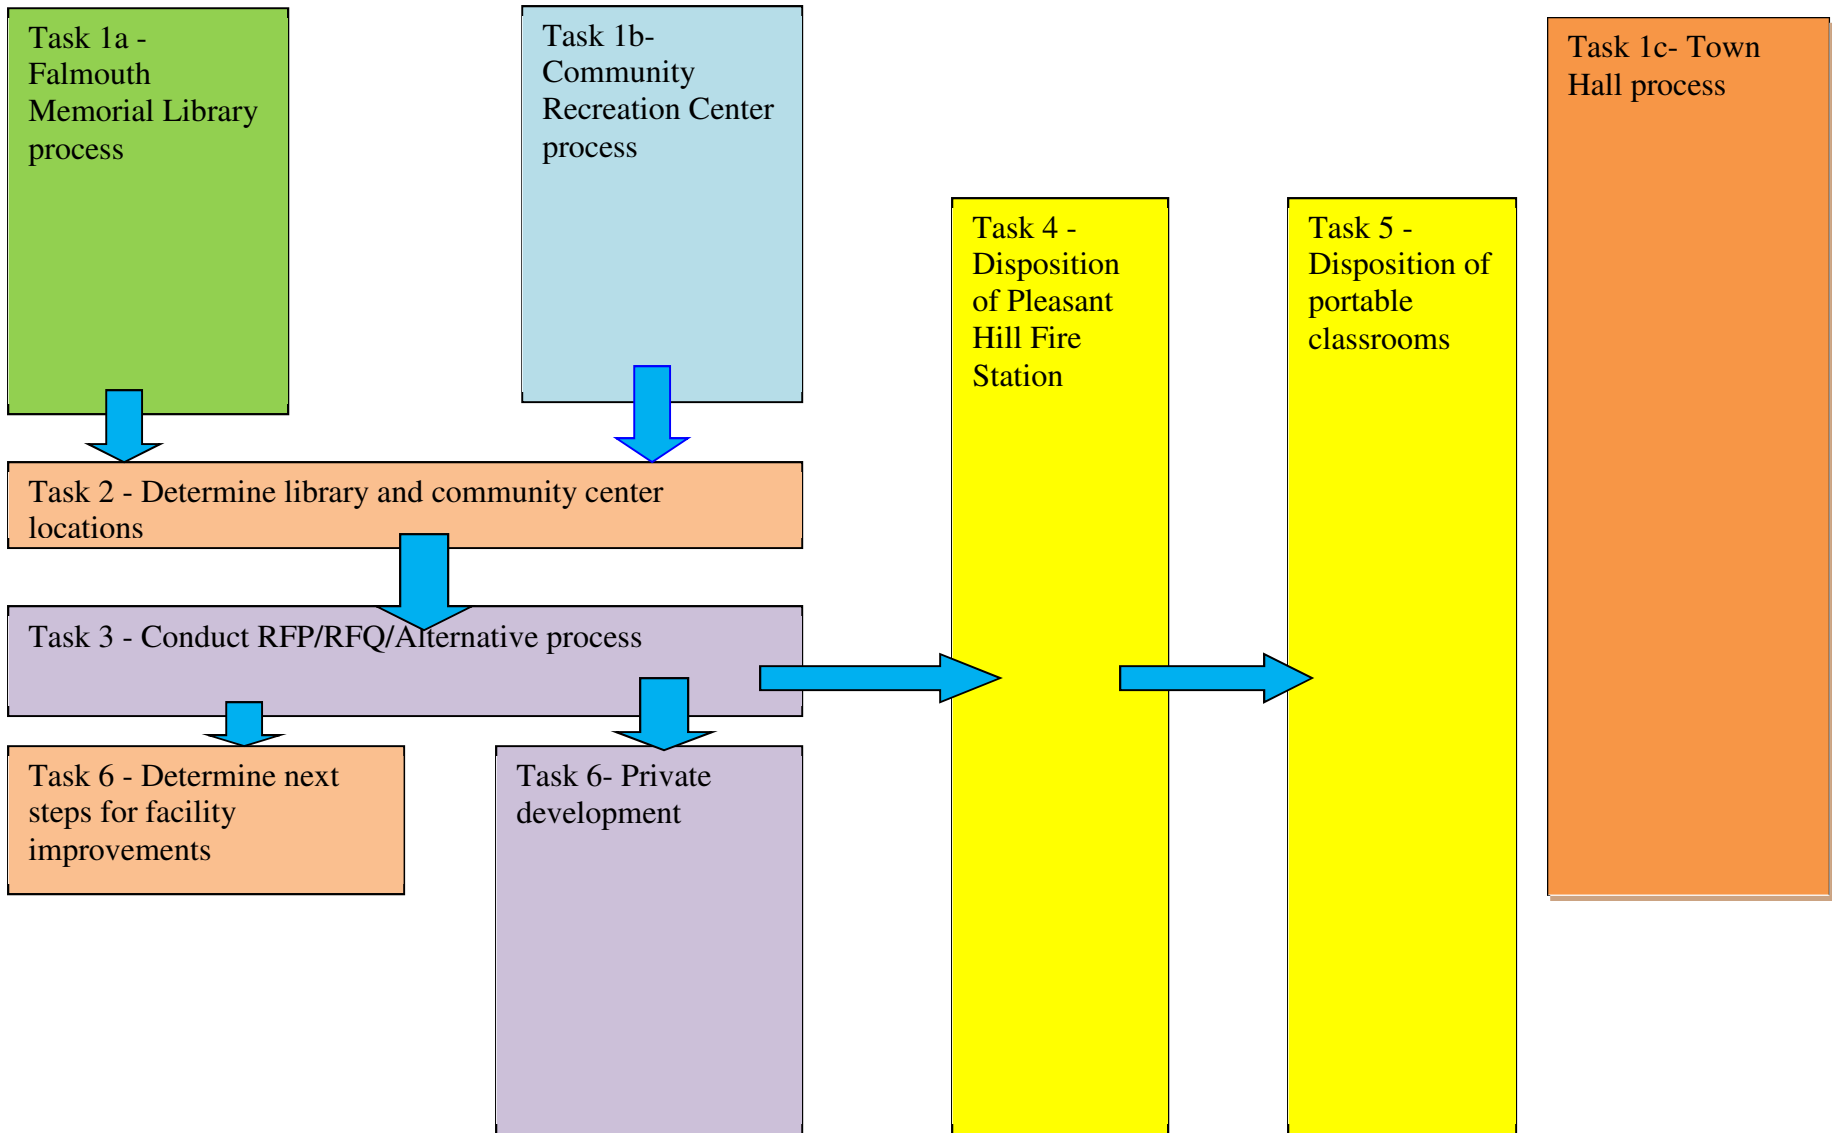 Task 1a -
Falmouth
Memorial Library
process
Task 1b-
Community
Recreation Center
process
Task 1c- Town
Hall process
Task 4 -
Disposition
of Pleasant
Hill Fire
Station
Task 5 -
Disposition of
portable
classrooms
Task 2 - Determine library and community center
locations
Task 3 - Conduct RFP/RFQ/Alternative process
Task 6 - Determine next
steps for facility
improvements
Task 6- Private
development